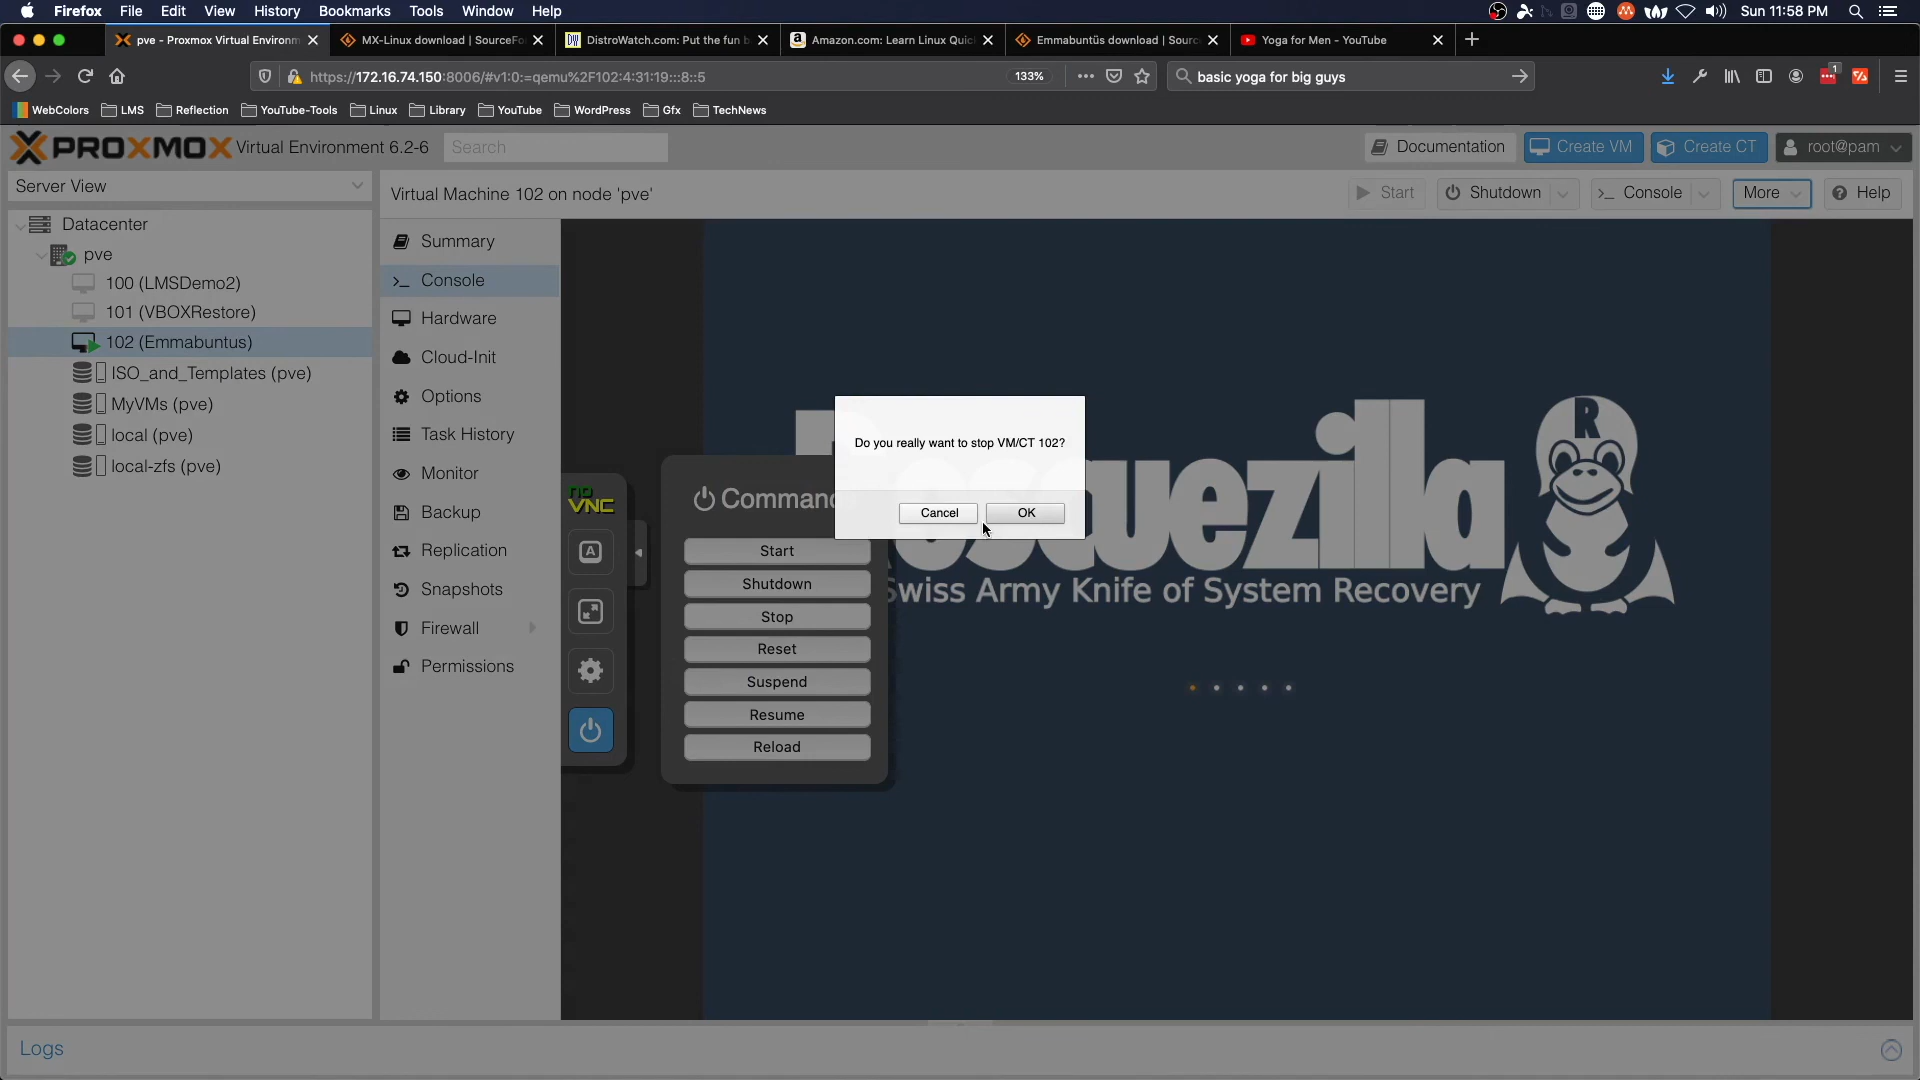 Firefox File Edit View History Bookmarks Tools Window Help Sun 11:58 PM
pve - Proxmox Virtual Environm MX-Linux download | SourceFo DistroWatch.com: Put the fun b Amazon.com: Learn Linux Quic Emmabuntüs download | Sourc Yoga for Men - YouTube
https://172.16.74.150:8006/#v1:0:=qemu%2F102:4:31:19:::8::5 133% basic yoga for big guys 1
WebColors LMS Reflection YouTube-Tools Linux Library YouTube WordPress Gfx TechNews
PROXMOX Virtual Environment 6.2-6 Search Documentation Create VM Create CT root@pam
Server View
Virtual Machine 102 on node 'pve' Start Shutdown Console More Help
Datacenter
pve
100 (LMSDemo2)
101 (VBOXRestore)
102 (Emmabuntus)
ISO_and_Templates (pve)
MyVMs (pve)
local (pve)
local-zfs (pve)
Summary
Console
Hardware
Cloud-Init
Options
Task History
Monitor
Backup
Replication
Snapshots
Firewall
Permissions
no
VNC
A
Command
Start
Shutdown
Stop
Reset
Suspend
Resume
Reload
Do you really want to stop VM/CT 102?
Cancel OK
escuezilla
R
Swiss Army Knife of System Recovery
Logs